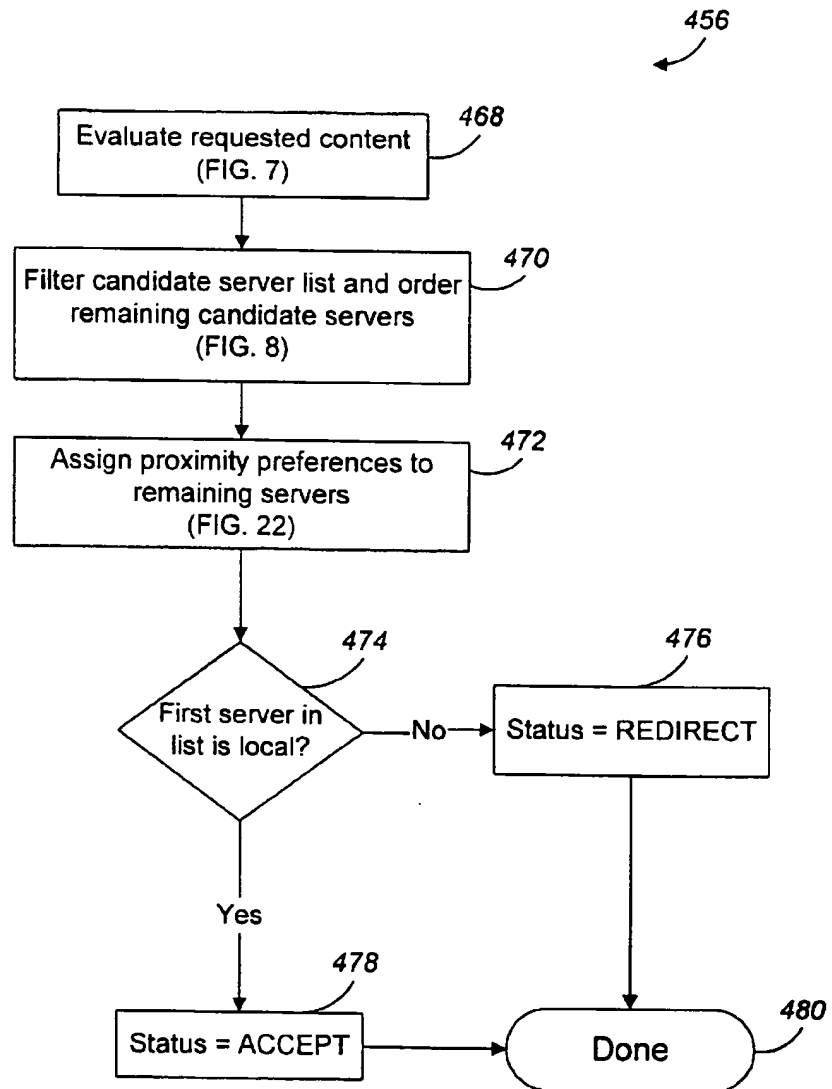 456
Evaluate requested content
(FIG. 7)
468
Filter candidate server list and order
remaining candidate servers
(FIG. 8)
470
Assign proximity preferences to
remaining servers
(FIG. 22)
472
First server in
list is local?
474
No
Status = REDIRECT
476
Yes
Status = ACCEPT
478
Done
480